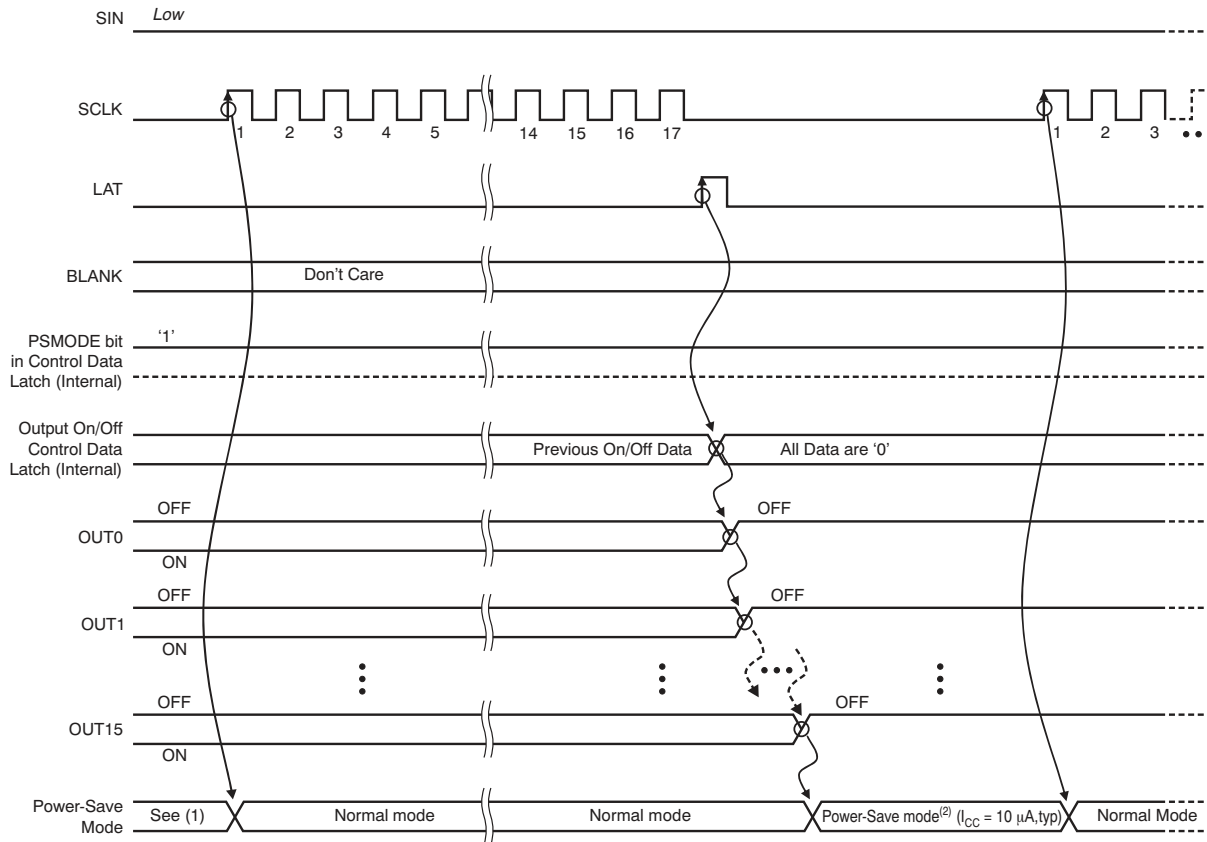 SIN
Low
SCLK
1 2 3 4 5 14 15 16 17 1 2 3
LAT
BLANK
Don't Care
PSMODE bit
in Control Data
Latch (Internal)
‘1’
Output On/Off
Control Data
Latch (Internal)
Previous On/Off Data
All Data are ‘0’
OUT0
OFF
ON
OFF
OUT1
OFF
ON
OFF
OUT15
OFF
ON
OFF
Power-Save
Mode
See (1)
Normal mode
Normal mode
Power-Save mode(2) (ICC = 10 μA,typ)
Normal Mode